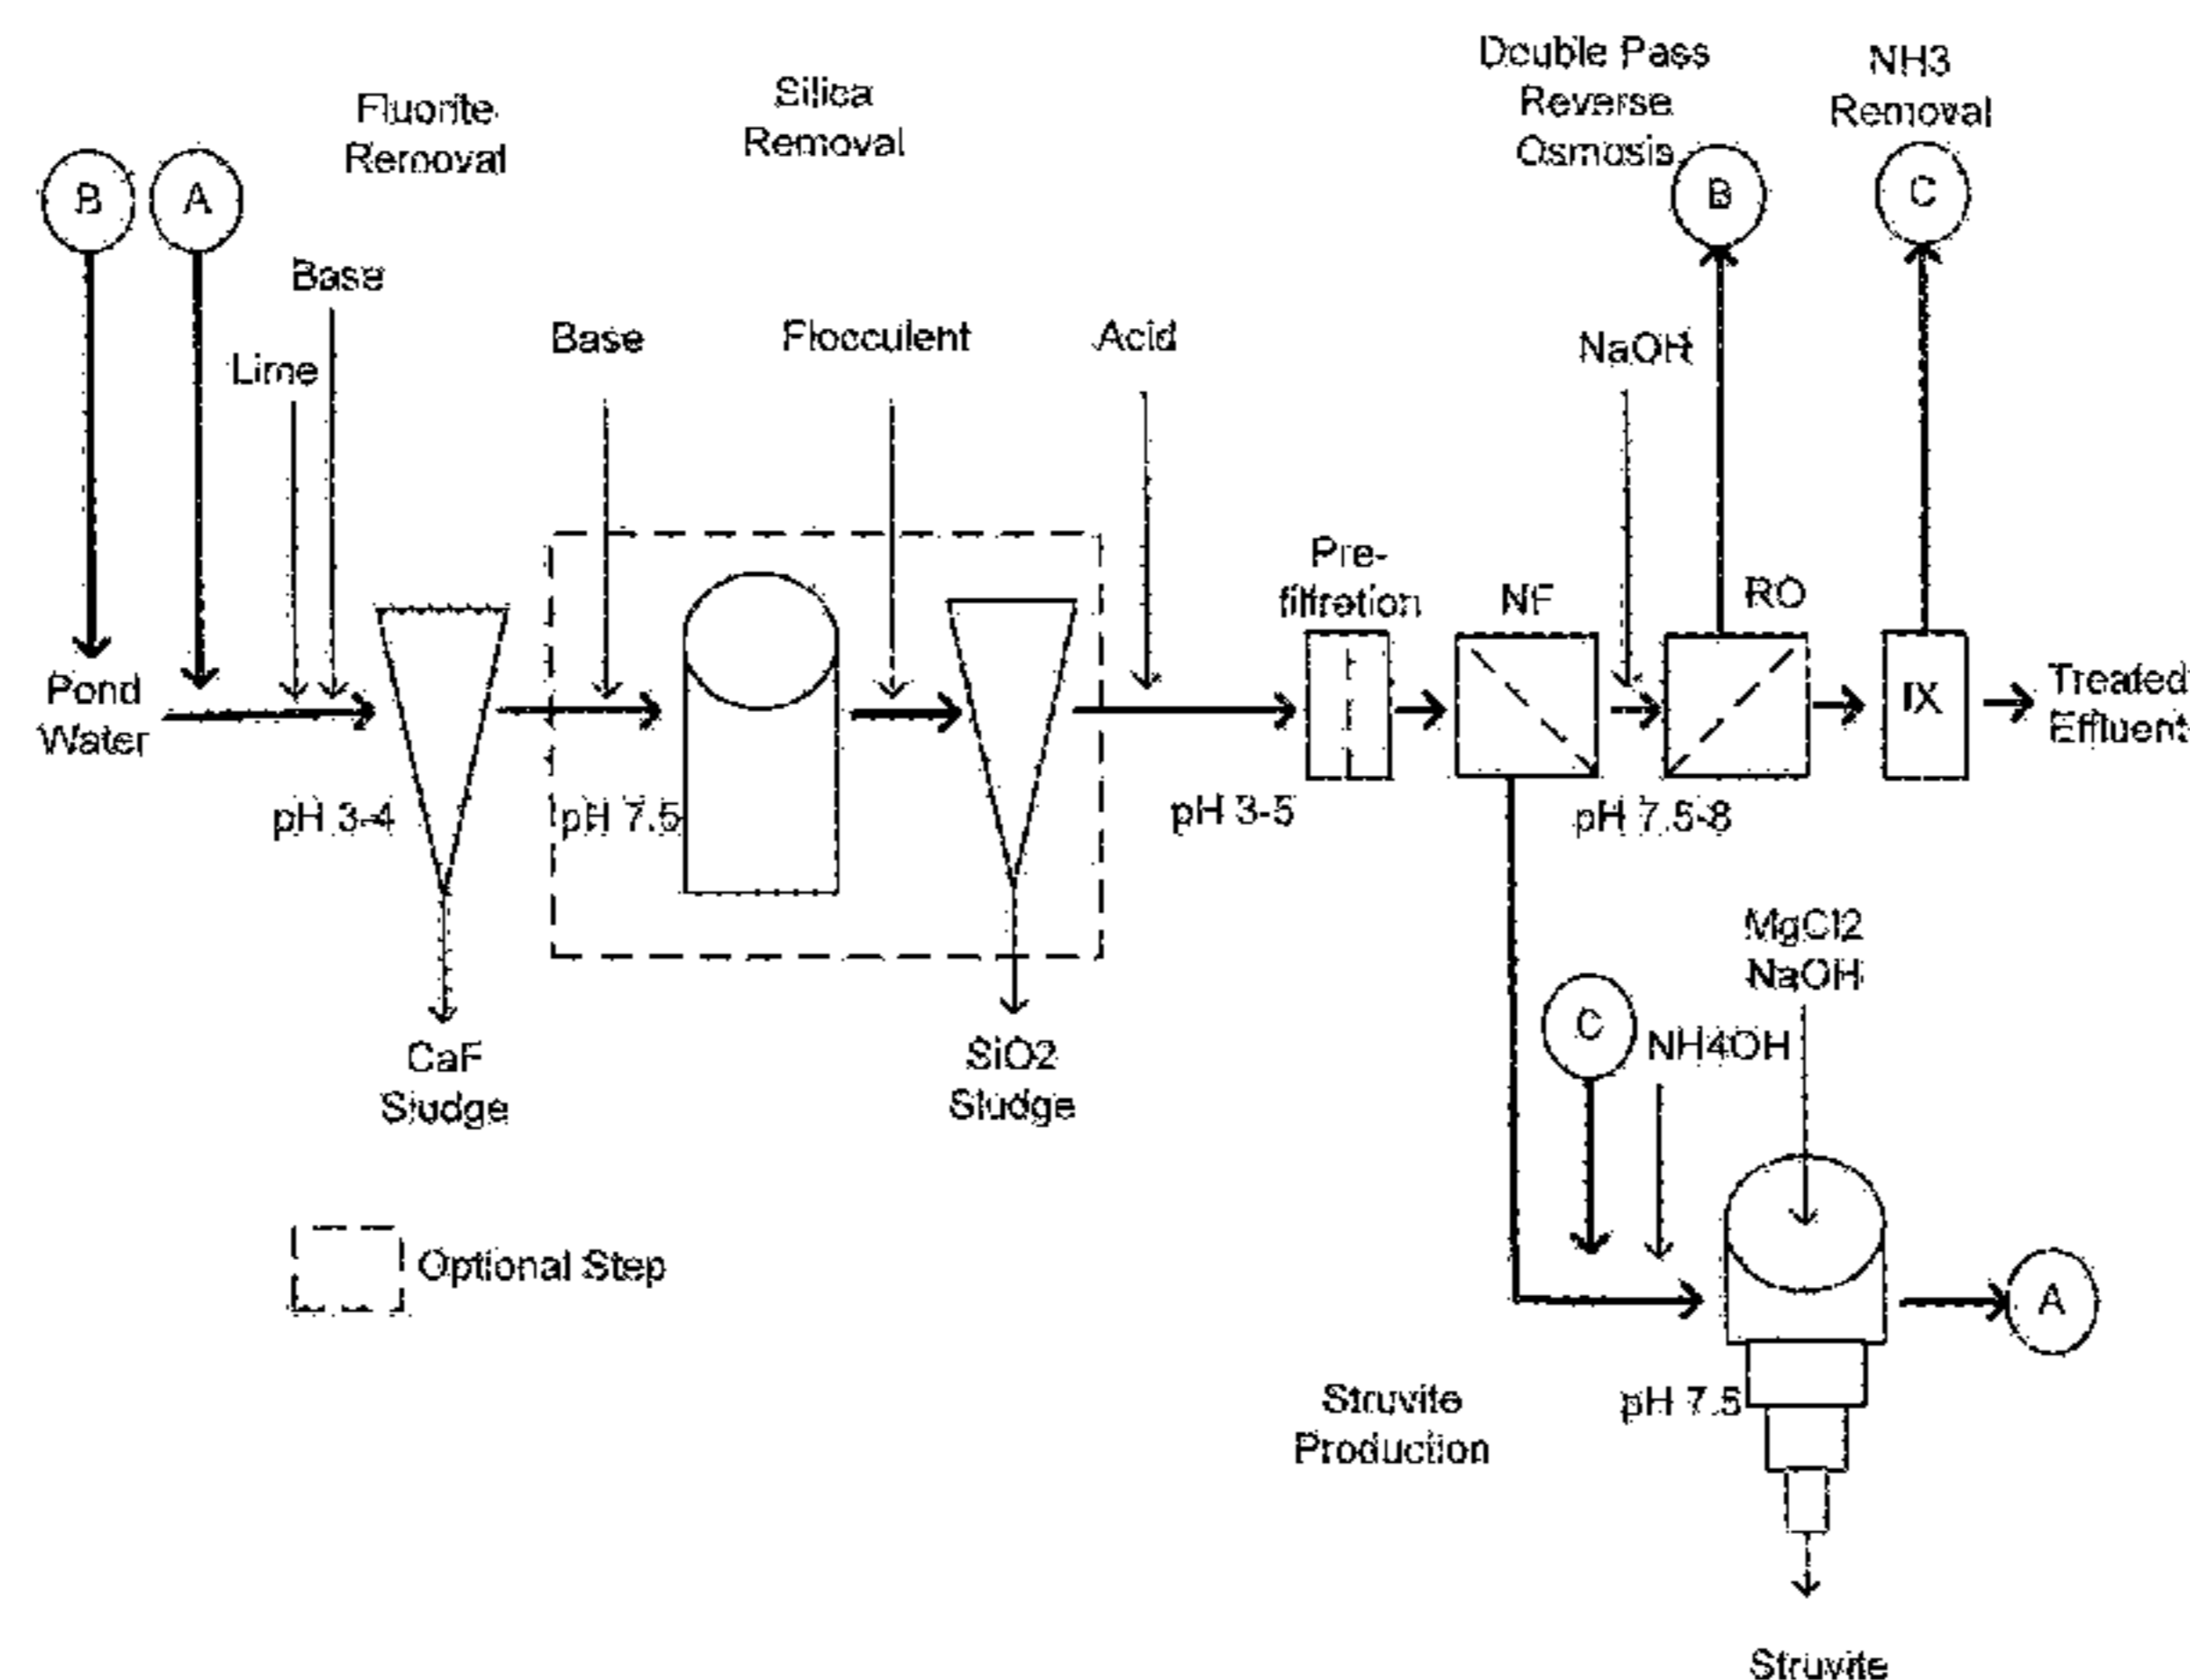 Double Pass
Reverse
Osmosis
NH3
Removal
Fluorite
Removal
Silica
Removal
B
A
B
C
Base
Lime
Base
Flocculent
Acid
NaOH
Pre-
filtration
NF
RO
Pond
Water
IX
Treated
Effluent
pH 3-4
pH 7.5
pH 3-5
pH 7.5-8
MgCl2
NaOH
C
NH4OH
CaF
Sludge
SiO2
Sludge
Optional Step
A
Struvite
Production
pH 7.5
Struvite